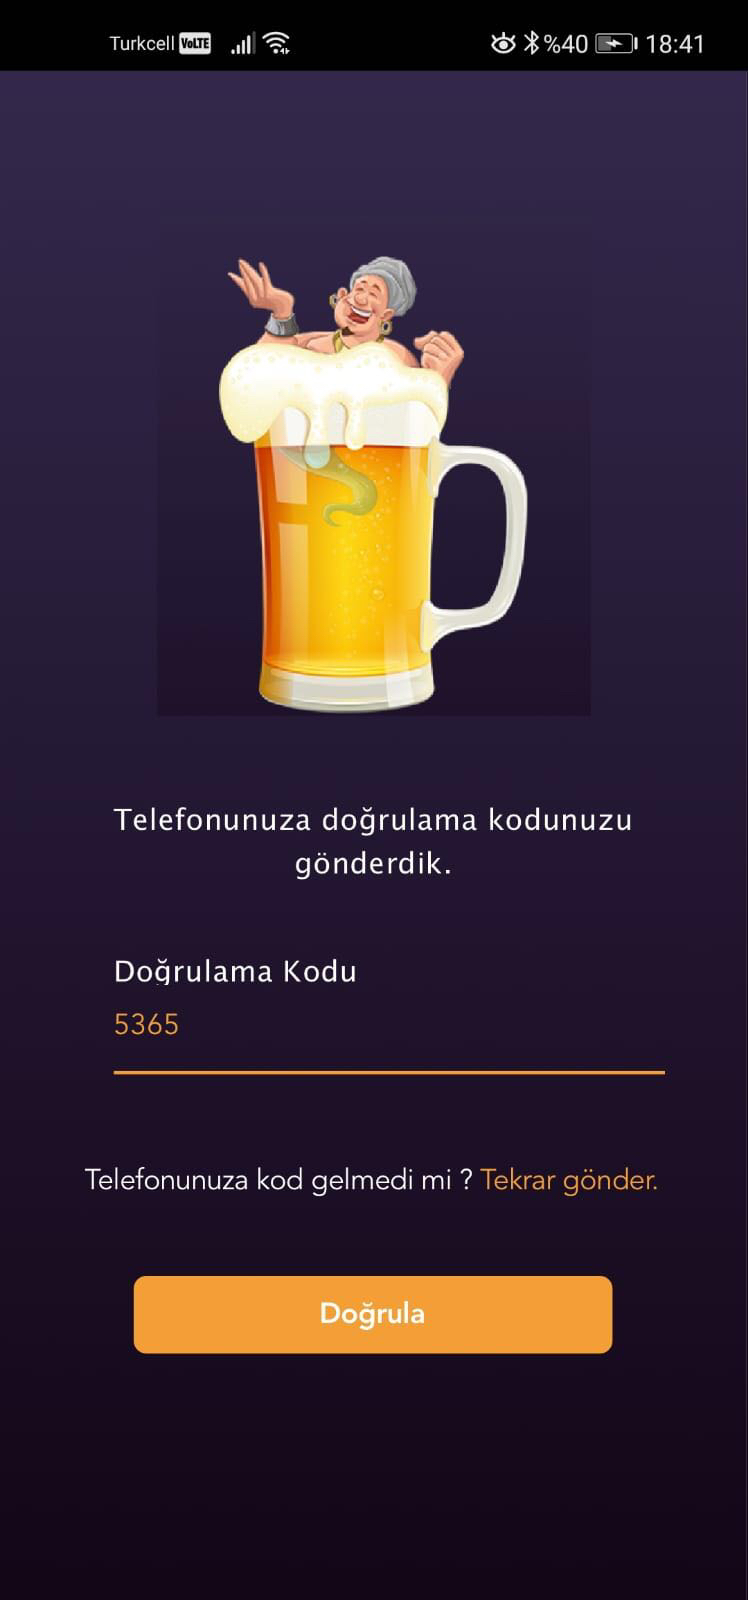 Turkcell VoLTE %40 18:41
Telefonunuza doğrulama kodunuzu
gönderdik.
Doğrulama Kodu
5365
Telefonunuza kod gelmedi mi ? Tekrar gönder.
Doğrula